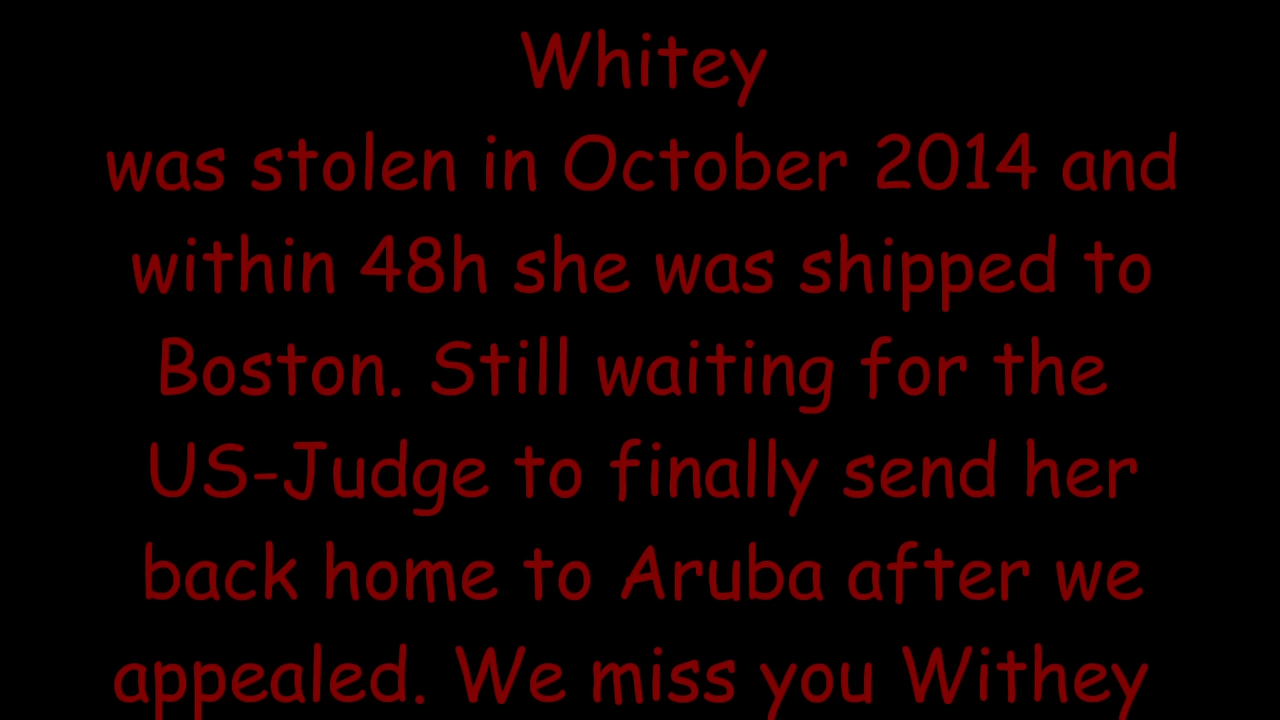 Whitey
was stolen in October 2014 and
within 48h she was shipped to
Boston. Still waiting for the
US-Judge to finally send her
back home to Aruba after we
appealed. We miss you Withey